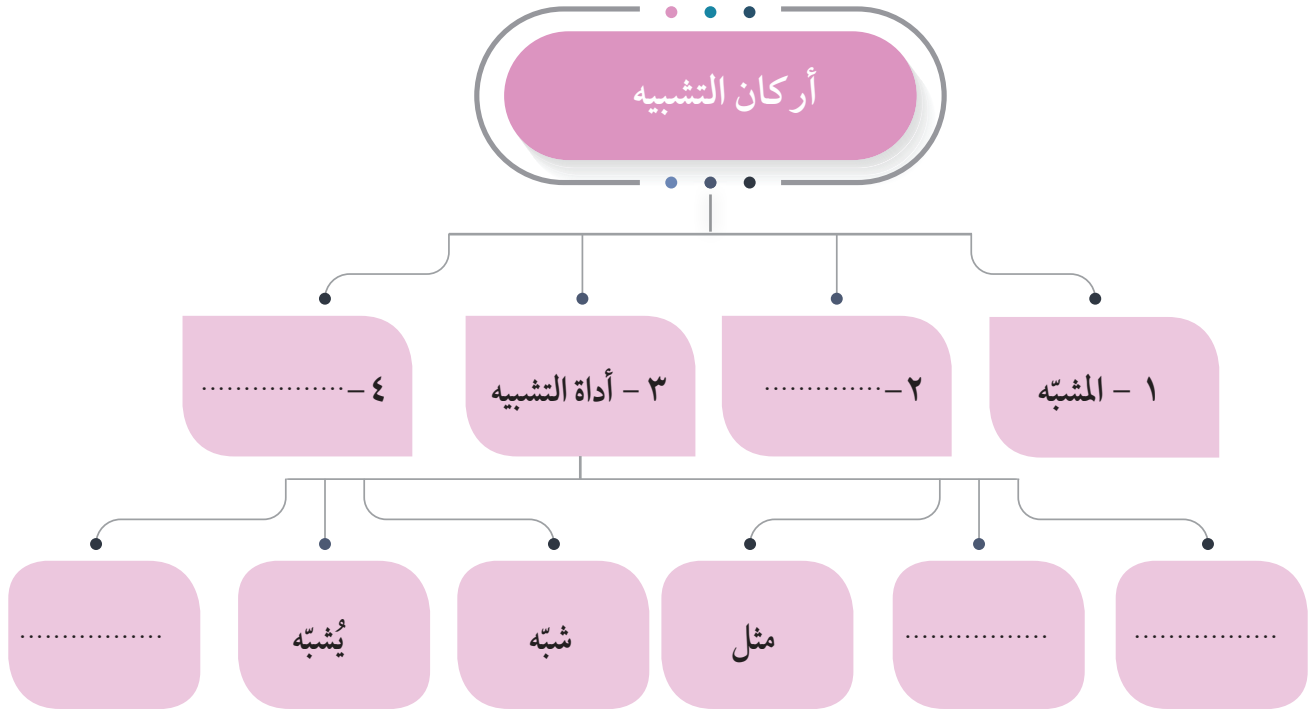 أركان التشبيه
١ - المشبّه
٢-..............
٣ - أداة التشبيه
٤-.................
.................
.................
مثل
شبّه
يُشبّه
.................